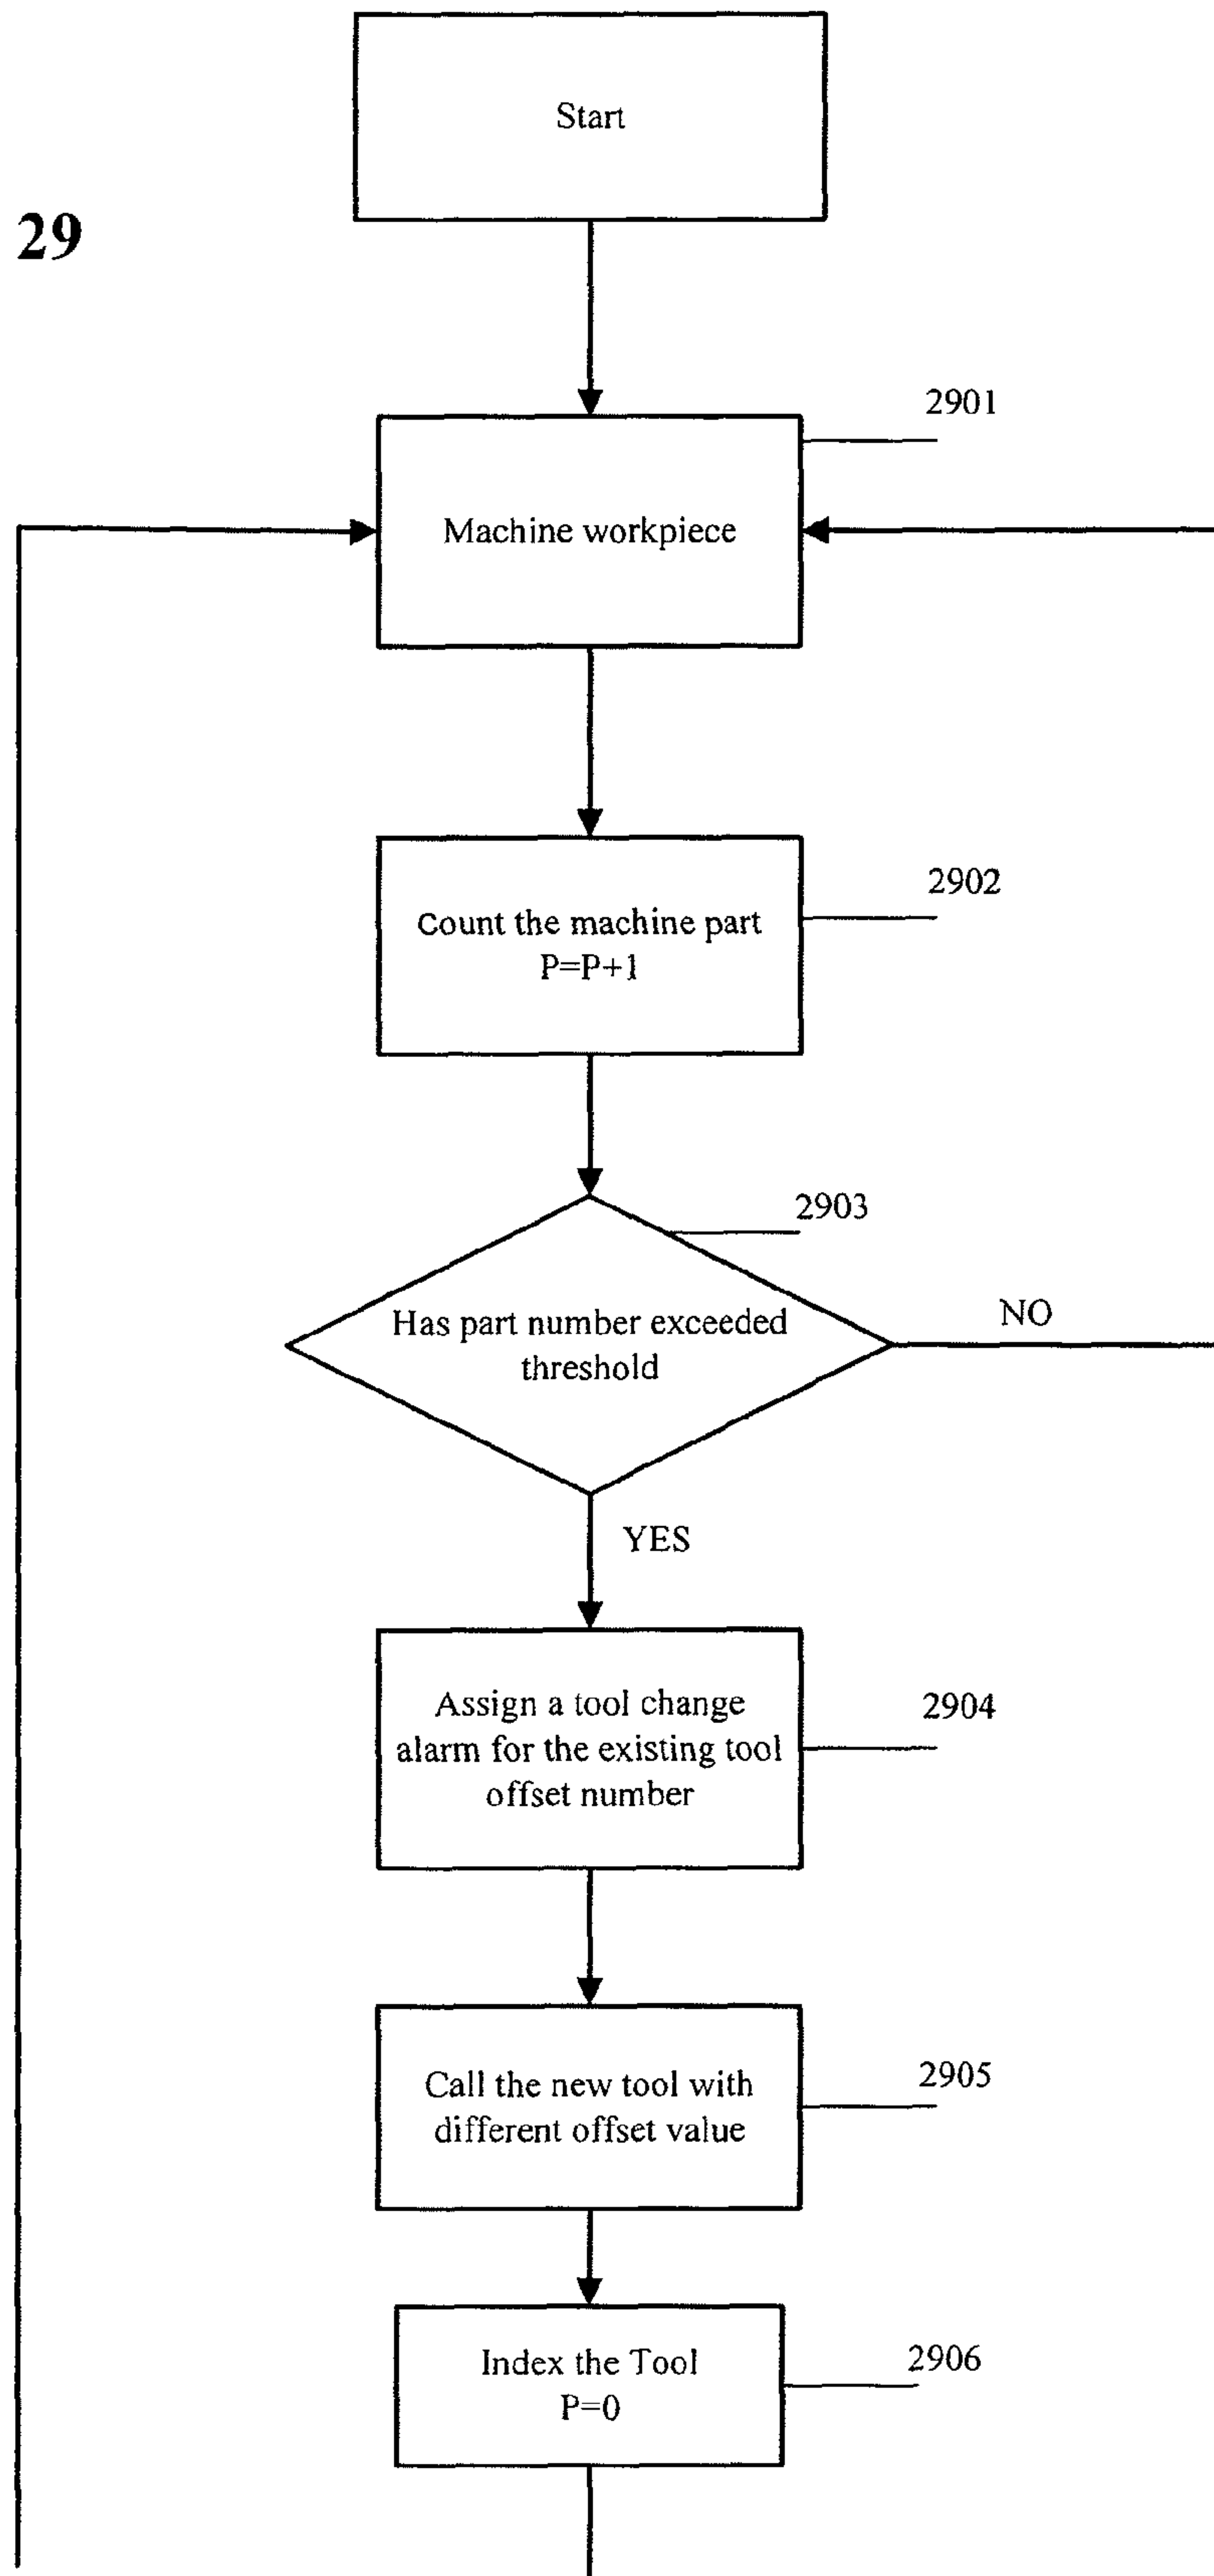 Start
29
2901
Machine workpiece
2902
Count the machine part
P=P+1
2903
Has part number exceeded
threshold
NO
YES
Assign a tool change
alarm for the existing tool
offset number
2904
Call the new tool with
different offset value
2905
Index the Tool
P=0
2906